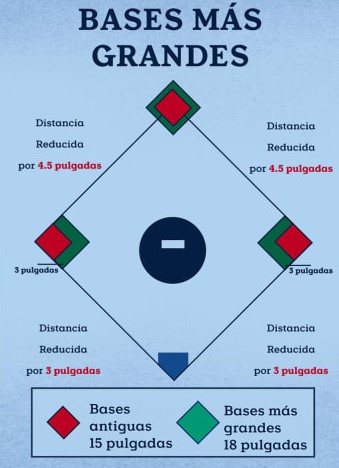 BASES MÁS
GRANDES
Distancia
Reducida
por 4.5 pulgadas
Distancia
Reducida
por 4.5 pulgadas
3 pulgadas
3 pulgadas
Distancia
Reducida
por 3 pulgadas
Distancia
Reducida
por 3 pulgadas
Bases
antiguas
15 pulgadas
Bases más
grandes
18 pulgadas